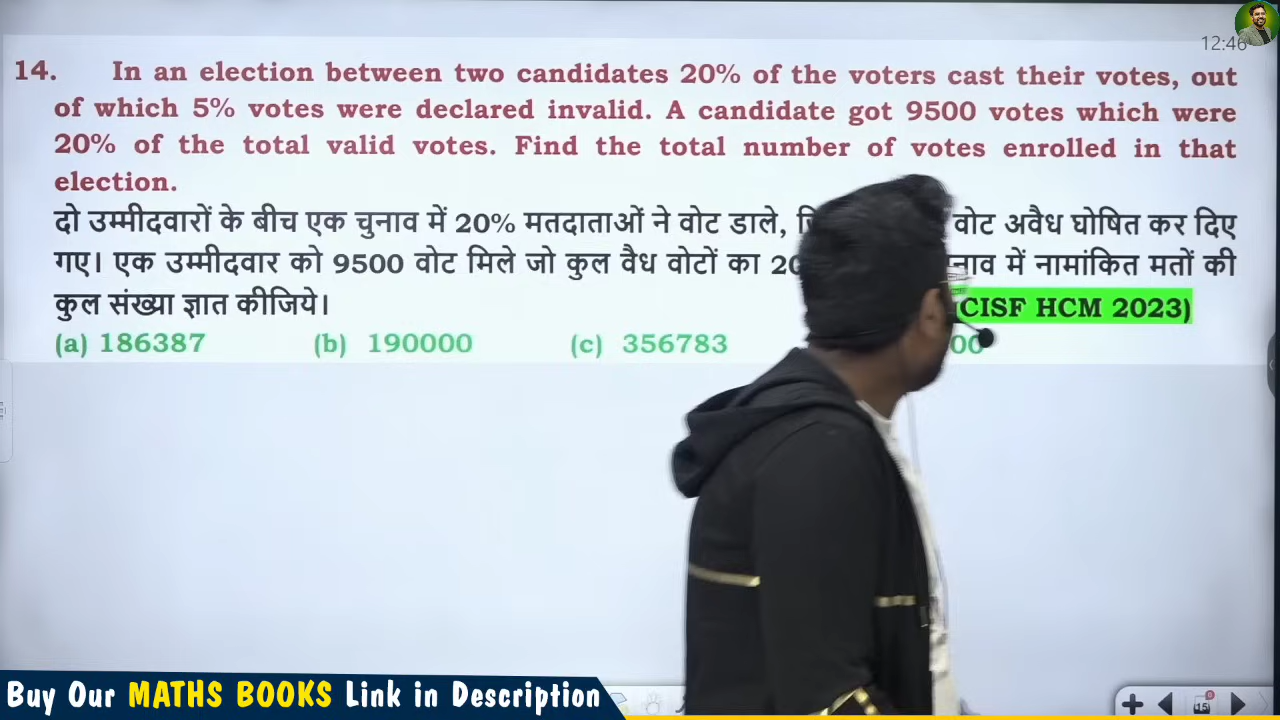 12:46
14. In an election between two candidates 20% of the voters cast their votes, out
of which 5% votes were declared invalid. A candidate got 9500 votes which were
20% of the total valid votes. Find the total number of votes enrolled in that
election.
दो उम्मीदवारों के बीच एक चुनाव में 20% मतदाताओं ने वोट डाले, वोट अवैध घोषित कर दिए
गए। एक उम्मीदवार को 9500 वोट मिले जो कुल वैध वोटों का में नामांकित मतों की
कुल संख्या ज्ञात कीजिये। (CISF HCM 2023)
(a) 186387 (b) 190000 (c) 356783
Buy Our MATHS BOOKS Link in Description
15